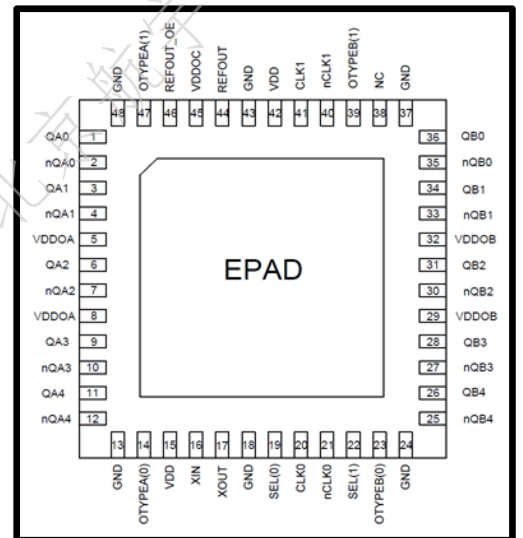 GND OTYPEA(1) REFOUT_OE VDDOC REFOUT GND VDD CLK1 nCLK1 OTYPEB(1) NC GND
48 47 46 45 44 43 42 41 40 39 38 37
QA0 1 36 QB0
nQA0 2 35 nQB0
QA1 3 34 QB1
nQA1 4 33 nQB1
VDDOA 5 32 VDDOB
QA2 6 31 QB2
EPAD
nQA2 7 30 nQB2
VDDOA 8 29 VDDOB
QA3 9 28 QB3
nQA3 10 27 nQB3
QA4 11 26 QB4
nQA4 12 25 nQB4
13 14 15 16 17 18 19 20 21 22 23 24
GND OTYPEA(0) VDD XIN XOUT GND SEL(0) CLK0 nCLK0 SEL(1) OTYPEB(0) GND
北京航